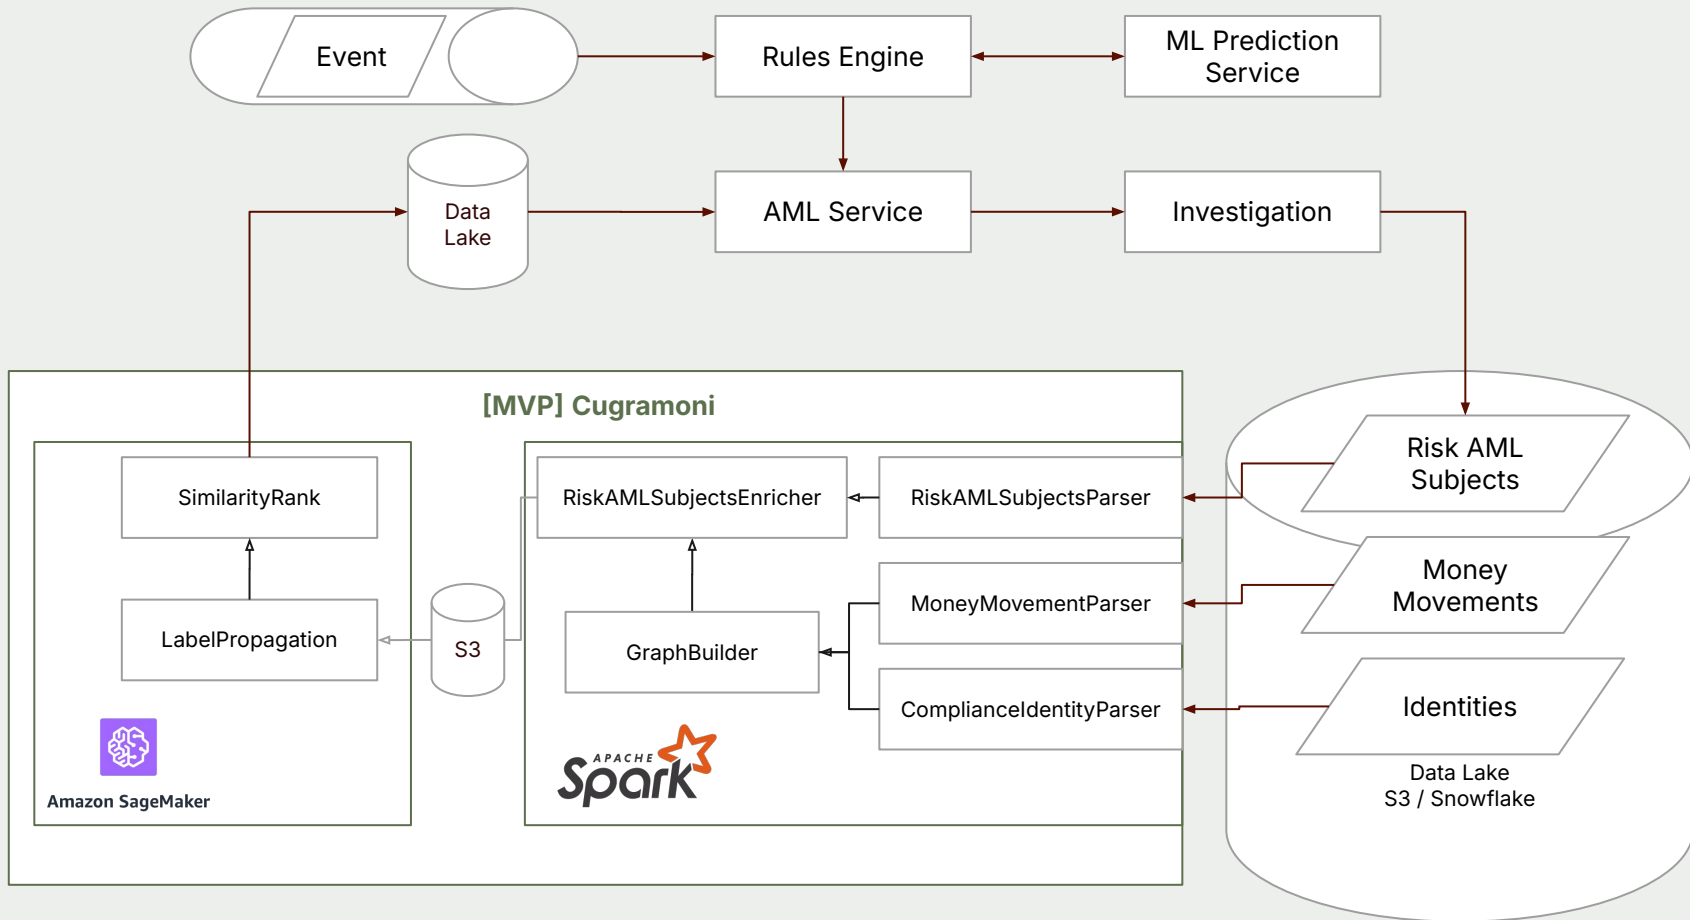 Event
Rules Engine
ML Prediction
Service
Data
Lake
AML Service
Investigation
[MVP] Cugramoni
SimilarityRank
RiskAMLSubjectsEnricher
RiskAMLSubjectsParser
Risk AML
Subjects
MoneyMovementParser
Money
Movements
LabelPropagation
S3
GraphBuilder
ComplianceIdentityParser
Identities
Amazon SageMaker
APACHE
Spark
Data Lake
S3 / Snowflake